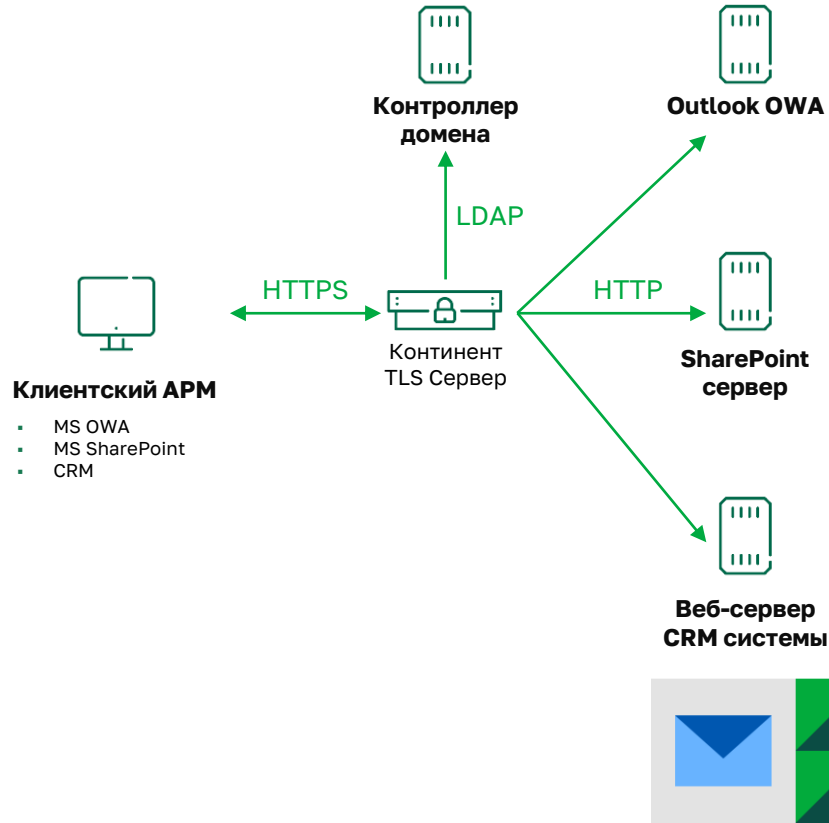 Контроллер
домена
Outlook OWA
LDAP
HTTPS
HTTP
Континент
TLS Сервер
SharePoint
сервер
Клиентский АРМ
▪ MS OWA
▪ MS SharePoint
▪ CRM
Веб-сервер
CRM системы